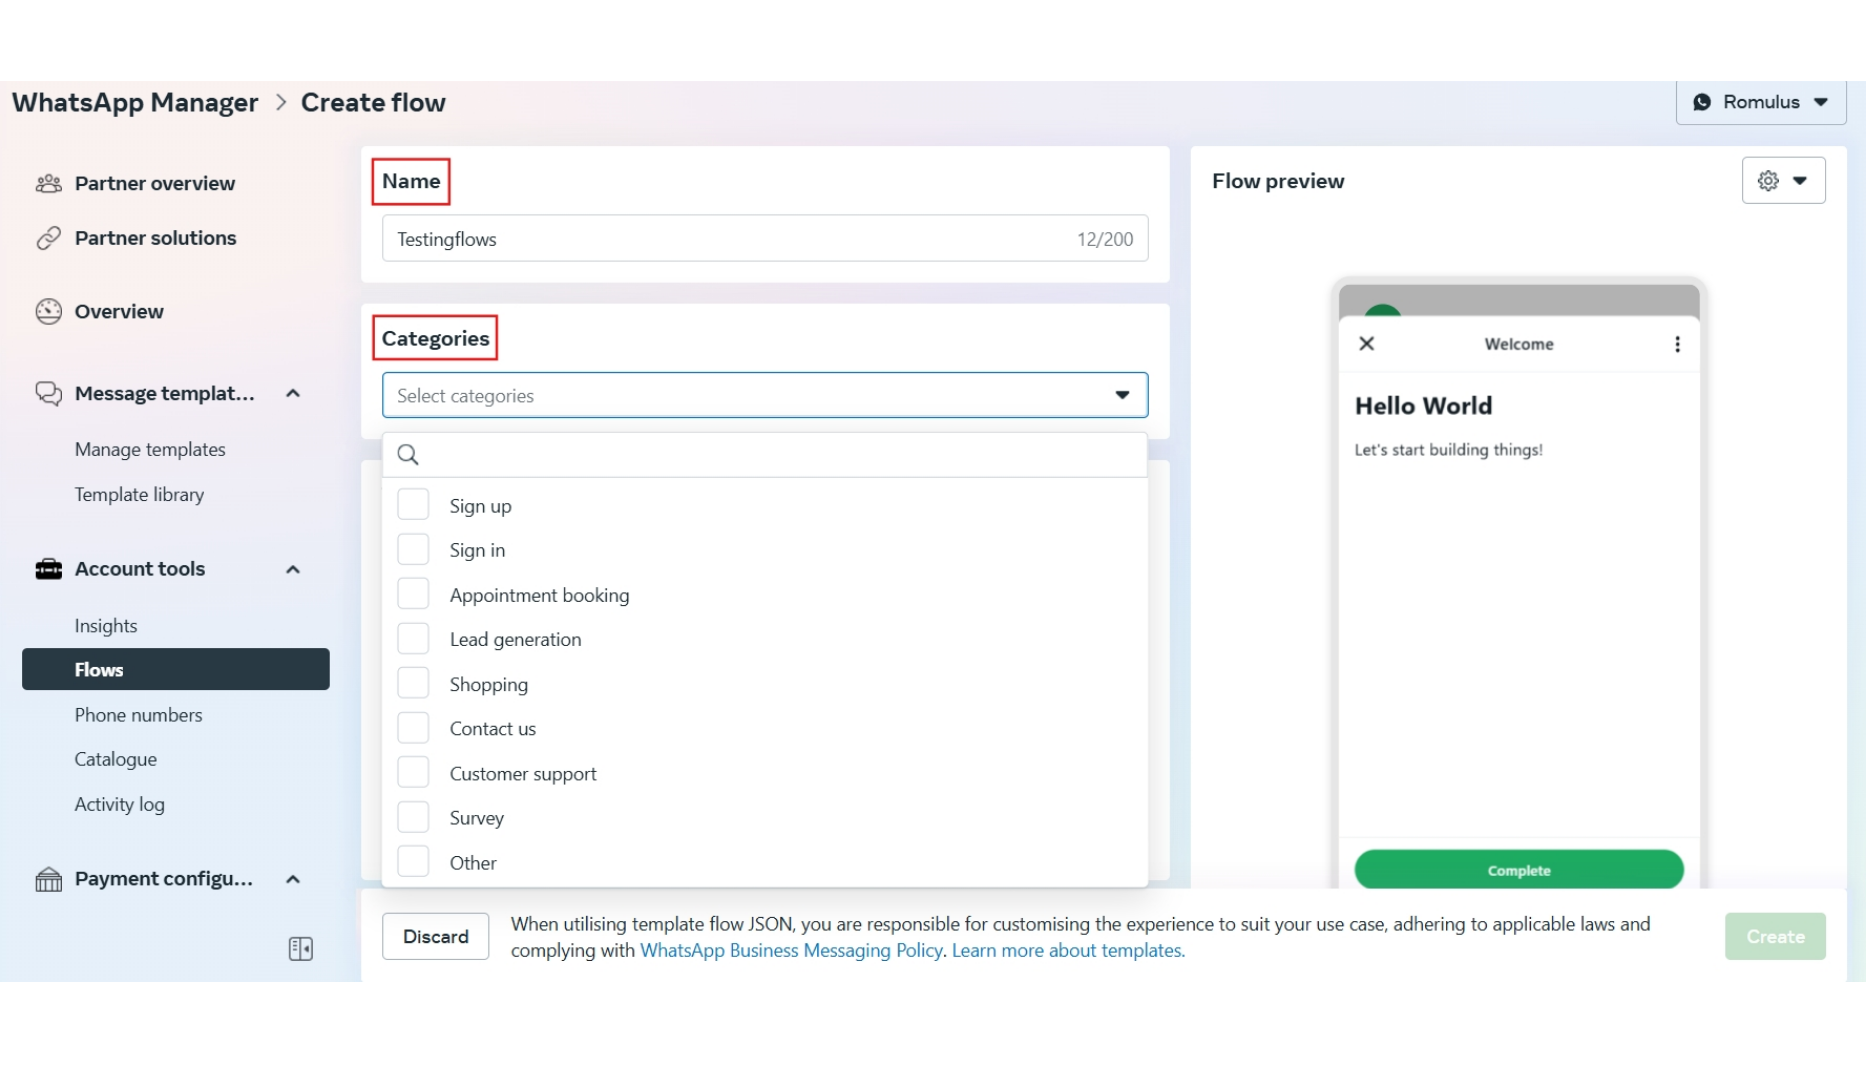 WhatsApp Manager > Create flow
Romulus
Partner overview
Partner solutions
Overview
Message templat...
Manage templates
Template library
Account tools
Insights
Flows
Phone numbers
Catalogue
Activity log
Payment configu...
Name
Testingflows 12/200
Categories
Select categories
Sign up
Sign in
Appointment booking
Lead generation
Shopping
Contact us
Customer support
Survey
Other
Flow preview
Welcome
Hello World
Let's start building things!
Complete
Discard
When utilising template flow JSON, you are responsible for customising the experience to suit your use case, adhering to applicable laws and
complying with WhatsApp Business Messaging Policy. Learn more about templates.
Create